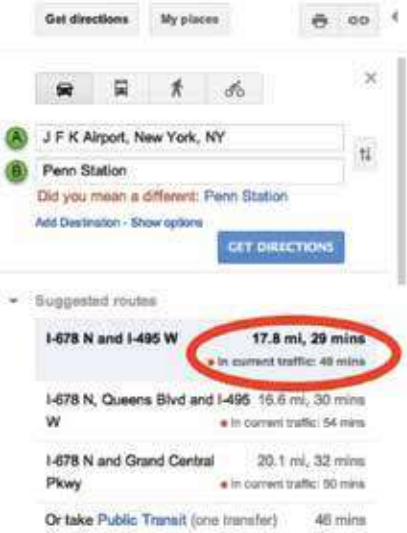 Get directions My places
A J F K Airport, New York, NY
B Penn Station
Did you mean a different: Penn Station
Add Destination - Show options
GET DIRECTIONS
Suggested routes
I-678 N and I-495 W 17.8 mi, 29 mins
In current traffic: 49 mins
I-678 N, Queens Blvd and I-495 16.6 mi, 30 mins
W In current traffic: 54 mins
I-678 N and Grand Central 20.1 mi, 32 mins
Pkwy In current traffic: 50 mins
Or take Public Transit (one transfer) 46 mins